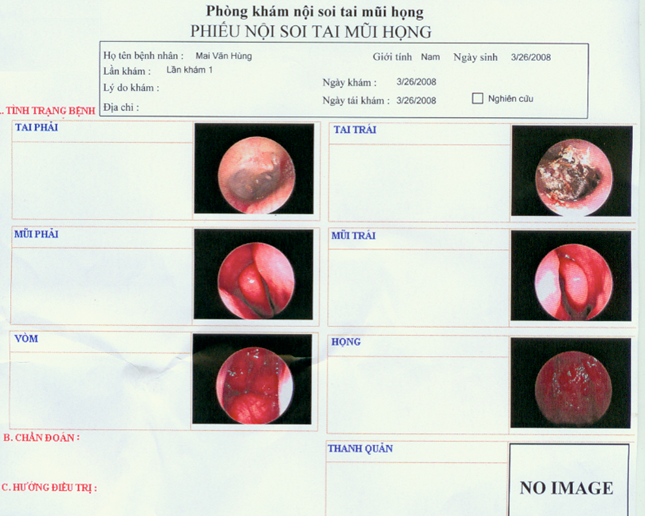 Phòng khám nội soi tai mũi họng
PHIẾU NỘI SOI TAI MŨI HỌNG
Họ tên bệnh nhân : Mai Văn Hùng Giới tính Nam Ngày sinh 3/26/2008
Lần khám : Lần khám 1
Lý do khám : Ngày khám : 3/26/2008
Địa chỉ : Ngày tái khám : 3/26/2008 Nghiên cứu
. TÌNH TRẠNG BỆNH
TAI PHẢI TAI TRÁI
MŨI PHẢI MŨI TRÁI
VÒM HỌNG
B. CHẨN ĐOÁN :
THANH QUẢN
C. HƯỚNG ĐIỀU TRỊ :
NO IMAGE